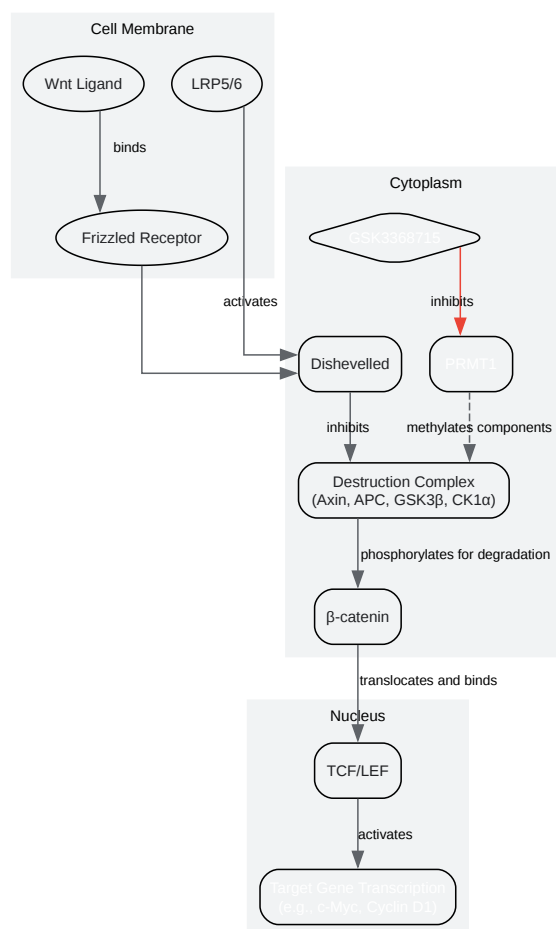 Cell Membrane
Wnt Ligand
LRP5/6
binds
Cytoplasm
Frizzled Receptor
GSK3368715
activates
inhibits
Dishevelled
PRMT1
inhibits
methylates components
Destruction Complex
(Axin, APC, GSK3β, CK1α)
phosphorylates for degradation
β-catenin
translocates and binds
Nucleus
TCF/LEF
activates
Target Gene Transcription
(e.g., c-Myc, Cyclin D1)